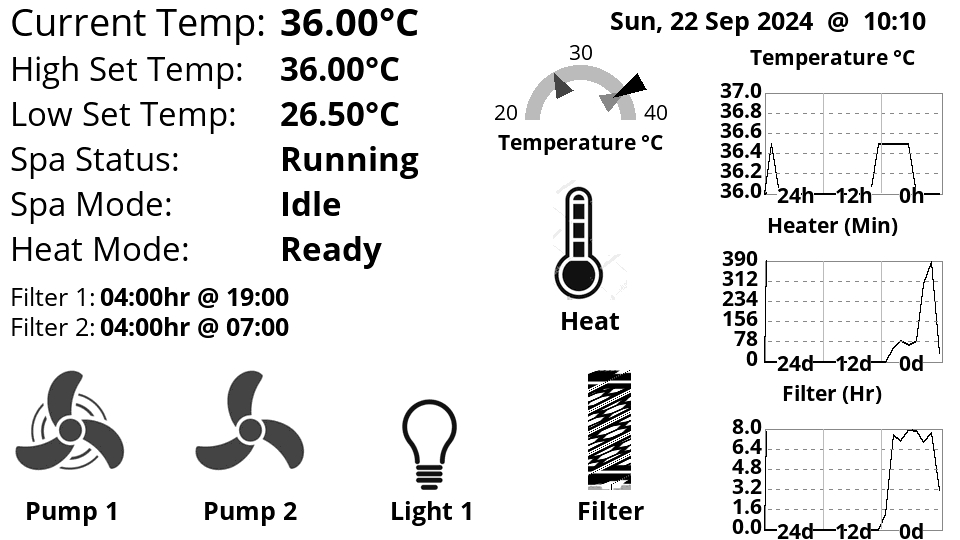 Current Temp: 36.00°C
High Set Temp: 36.00°C
Low Set Temp: 26.50°C
Spa Status: Running
Spa Mode: Idle
Heat Mode: Ready
Filter 1: 04:00hr @ 19:00
Filter 2: 04:00hr @ 07:00
Pump 1
Pump 2
Light 1
30
20
40
Temperature °C
Heat
Filter
Sun, 22 Sep 2024 @ 10:10
Temperature °C
37.0
36.8
36.6
36.4
36.2
36.0
24h 12h 0h
Heater (Min)
390
312
234
156
78
0
24d 12d 0d
Filter (Hr)
8.0
6.4
4.8
3.2
1.6
0.0
24d 12d 0d